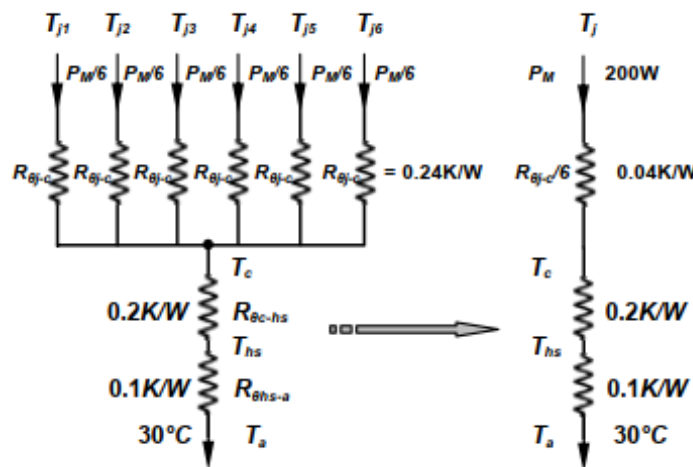 Tj1 Tj2 Tj3 Tj4 Tj5 Tj6 Tj
PM/6 PM/6 PM/6 PM/6 PM/6 PM/6 PM 200W
Rθj-c Rθj-c Rθj-c Rθj-c Rθj-c Rθj-c = 0.24K/W Rθj-c/6 0.04K/W
Tc Tc
0.2K/W Rθc-hs 0.2K/W
Ths Ths
0.1K/W Rθhs-a 0.1K/W
30°C Ta Ta 30°C